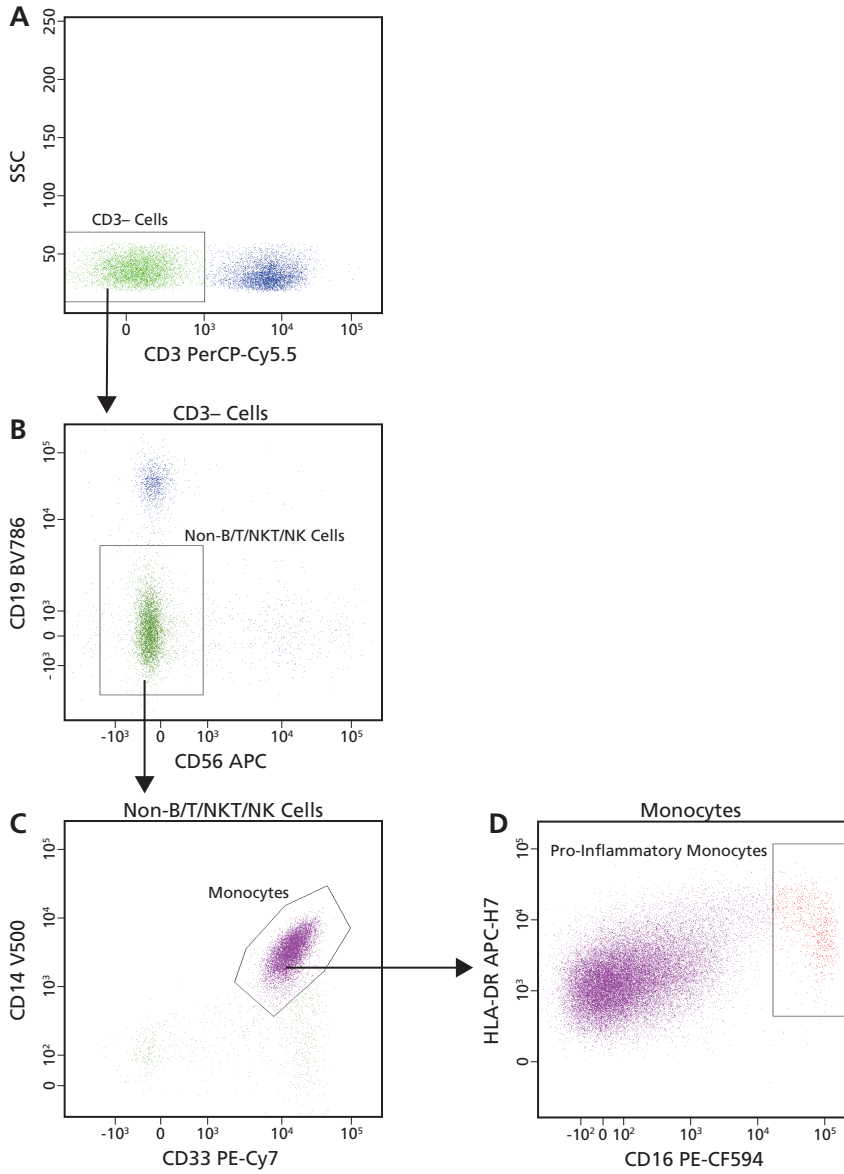 A
250
200
150
100
50
SSC
CD3– Cells
0 10³ 10⁴ 10⁵
CD3 PerCP-Cy5.5
B
CD3– Cells
10⁵
10⁴
10³
0
-10³
CD19 BV786
Non-B/T/NKT/NK Cells
-10³ 0 10³ 10⁴ 10⁵
CD56 APC
C
Non-B/T/NKT/NK Cells
10⁵
10⁴
10³
10²
0
CD14 V500
Monocytes
-10³ 0 10³ 10⁴ 10⁵
CD33 PE-Cy7
D
Monocytes
10⁵
10⁴
10³
0
HLA-DR APC-H7
Pro-Inflammatory Monocytes
-10² 0 10² 10³ 10⁴ 10⁵
CD16 PE-CF594